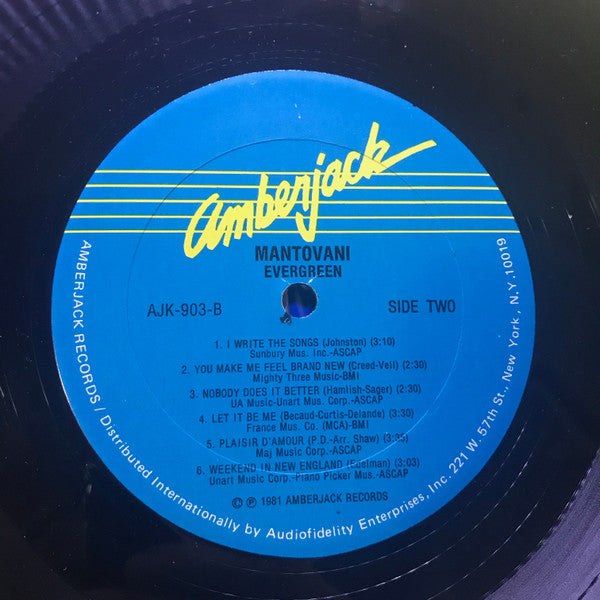 amberjack
MANTOVANI
EVERGREEN
AJK-903-B
SIDE TWO
1. I WRITE THE SONGS (Johnston) (3:10)
Sunbury Mus. Inc.-ASCAP
2. YOU MAKE ME FEEL BRAND NEW (Creed-Veil) (2:30)
Mighty Three Music-BMI
3. NOBODY DOES IT BETTER (Hamlish-Sager) (2:30)
UA Music-Unart Mus. Corp.-ASCAP
4. LET IT BE ME (Becaud-Curtis-Delande) (3:30)
France Mus. Co. (MCA)-BMI
5. PLAISIR D'AMOUR (P.D.-Arr. Shaw) (3:35)
Maj Music Corp.-ASCAP
6. WEEKEND IN NEW ENGLAND (Edelman) (3:03)
Unart Music Corp.-Piano Picker Mus.-ASCAP
© ℗ 1981 AMBERJACK RECORDS
AMBERJACK RECORDS / Distributed Internationally by Audiofidelity Enterprises, Inc. 221 W. 57th St., New York, N.Y. 10019